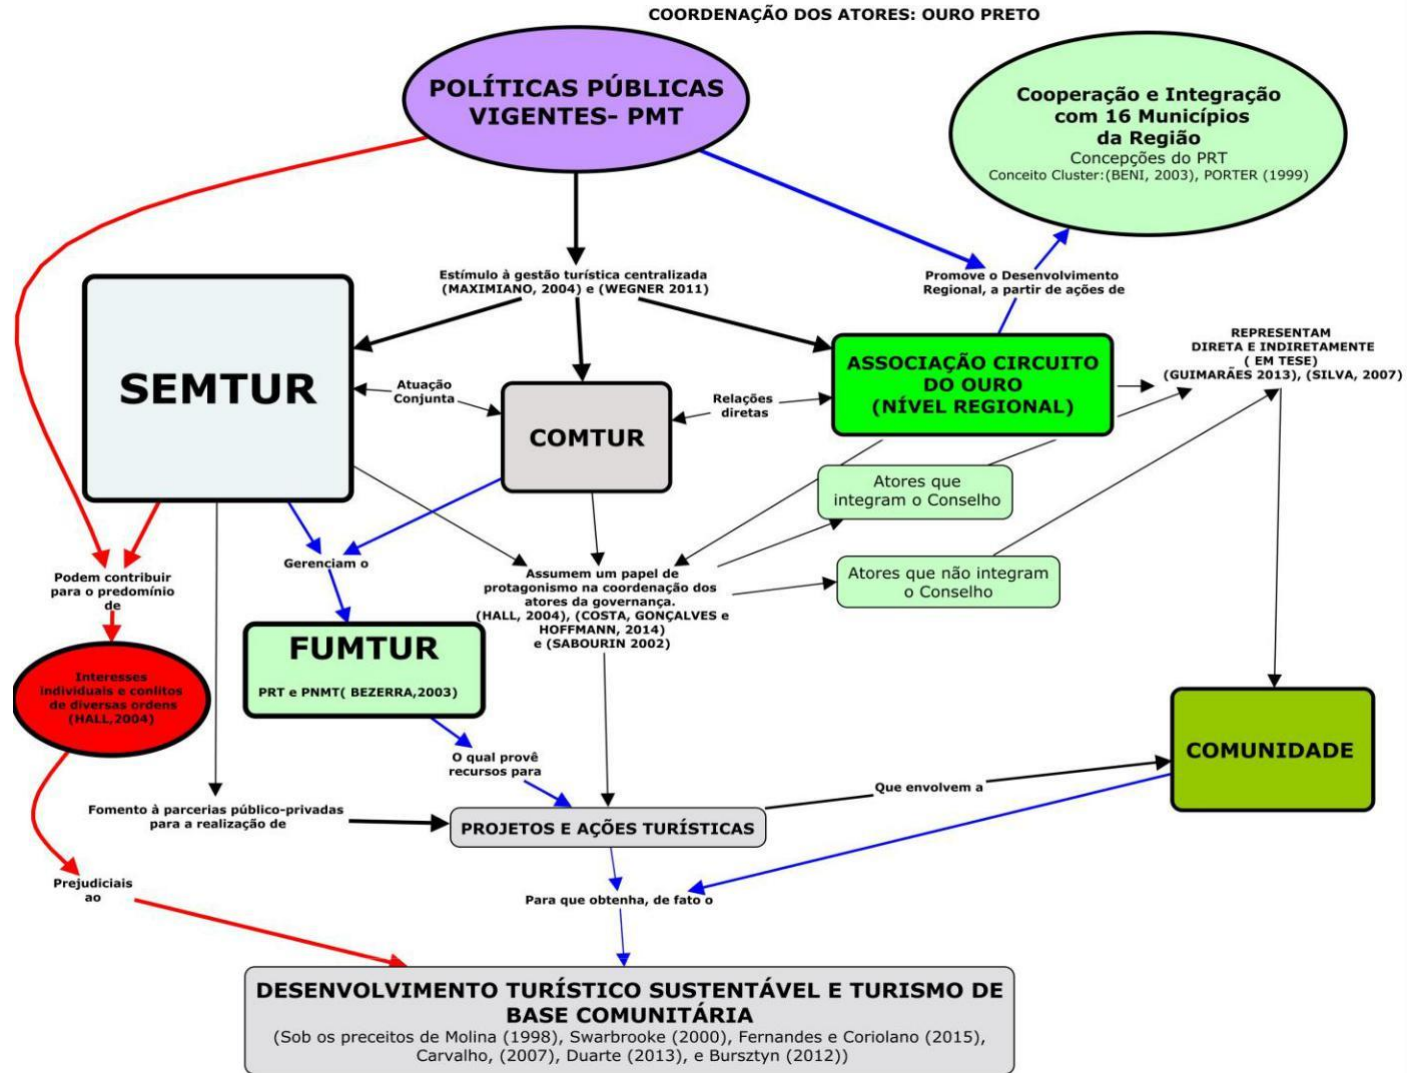 COORDENAÇÃO DOS ATORES: OURO PRETO
POLÍTICAS PÚBLICAS
VIGENTES- PMT
Cooperação e Integração
com 16 Municípios
da Região
Concepções do PRT
Conceito Cluster:(BENI, 2003), PORTER (1999)
Estímulo à gestão turística centralizada
(MAXIMIANO, 2004) e (WEGNER 2011)
Promove o Desenvolvimento
Regional, a partir de ações de
SEMTUR
Atuação
Conjunta
COMTUR
Relações
diretas
ASSOCIAÇÃO CIRCUITO
DO OURO
(NÍVEL REGIONAL)
REPRESENTAM
DIRETA E INDIRETAMENTE
( EM TESE)
(GUIMARÃES 2013), (SILVA, 2007)
Atores que
integram o Conselho
Atores que não integram
o Conselho
Podem contribuir
para o predomínio
de
Gerenciam o
Assumem um papel de
protagonismo na coordenação dos
atores da governança.
(HALL, 2004), (COSTA, GONÇALVES e
HOFFMANN, 2014)
e (SABOURIN 2002)
FUMTUR
PRT e PNMT( BEZERRA,2003)
Interesses
individuais e conlitos
de diversas ordens
(HALL,2004)
COMUNIDADE
O qual provê
recursos para
Que envolvem a
Fomento à parcerias público-privadas
para a realização de
PROJETOS E AÇÕES TURÍSTICAS
Prejudiciais
ao
Para que obtenha, de fato o
DESENVOLVIMENTO TURÍSTICO SUSTENTÁVEL E TURISMO DE
BASE COMUNITÁRIA
(Sob os preceitos de Molina (1998), Swarbrooke (2000), Fernandes e Coriolano (2015),
Carvalho, (2007), Duarte (2013), e Bursztyn (2012))